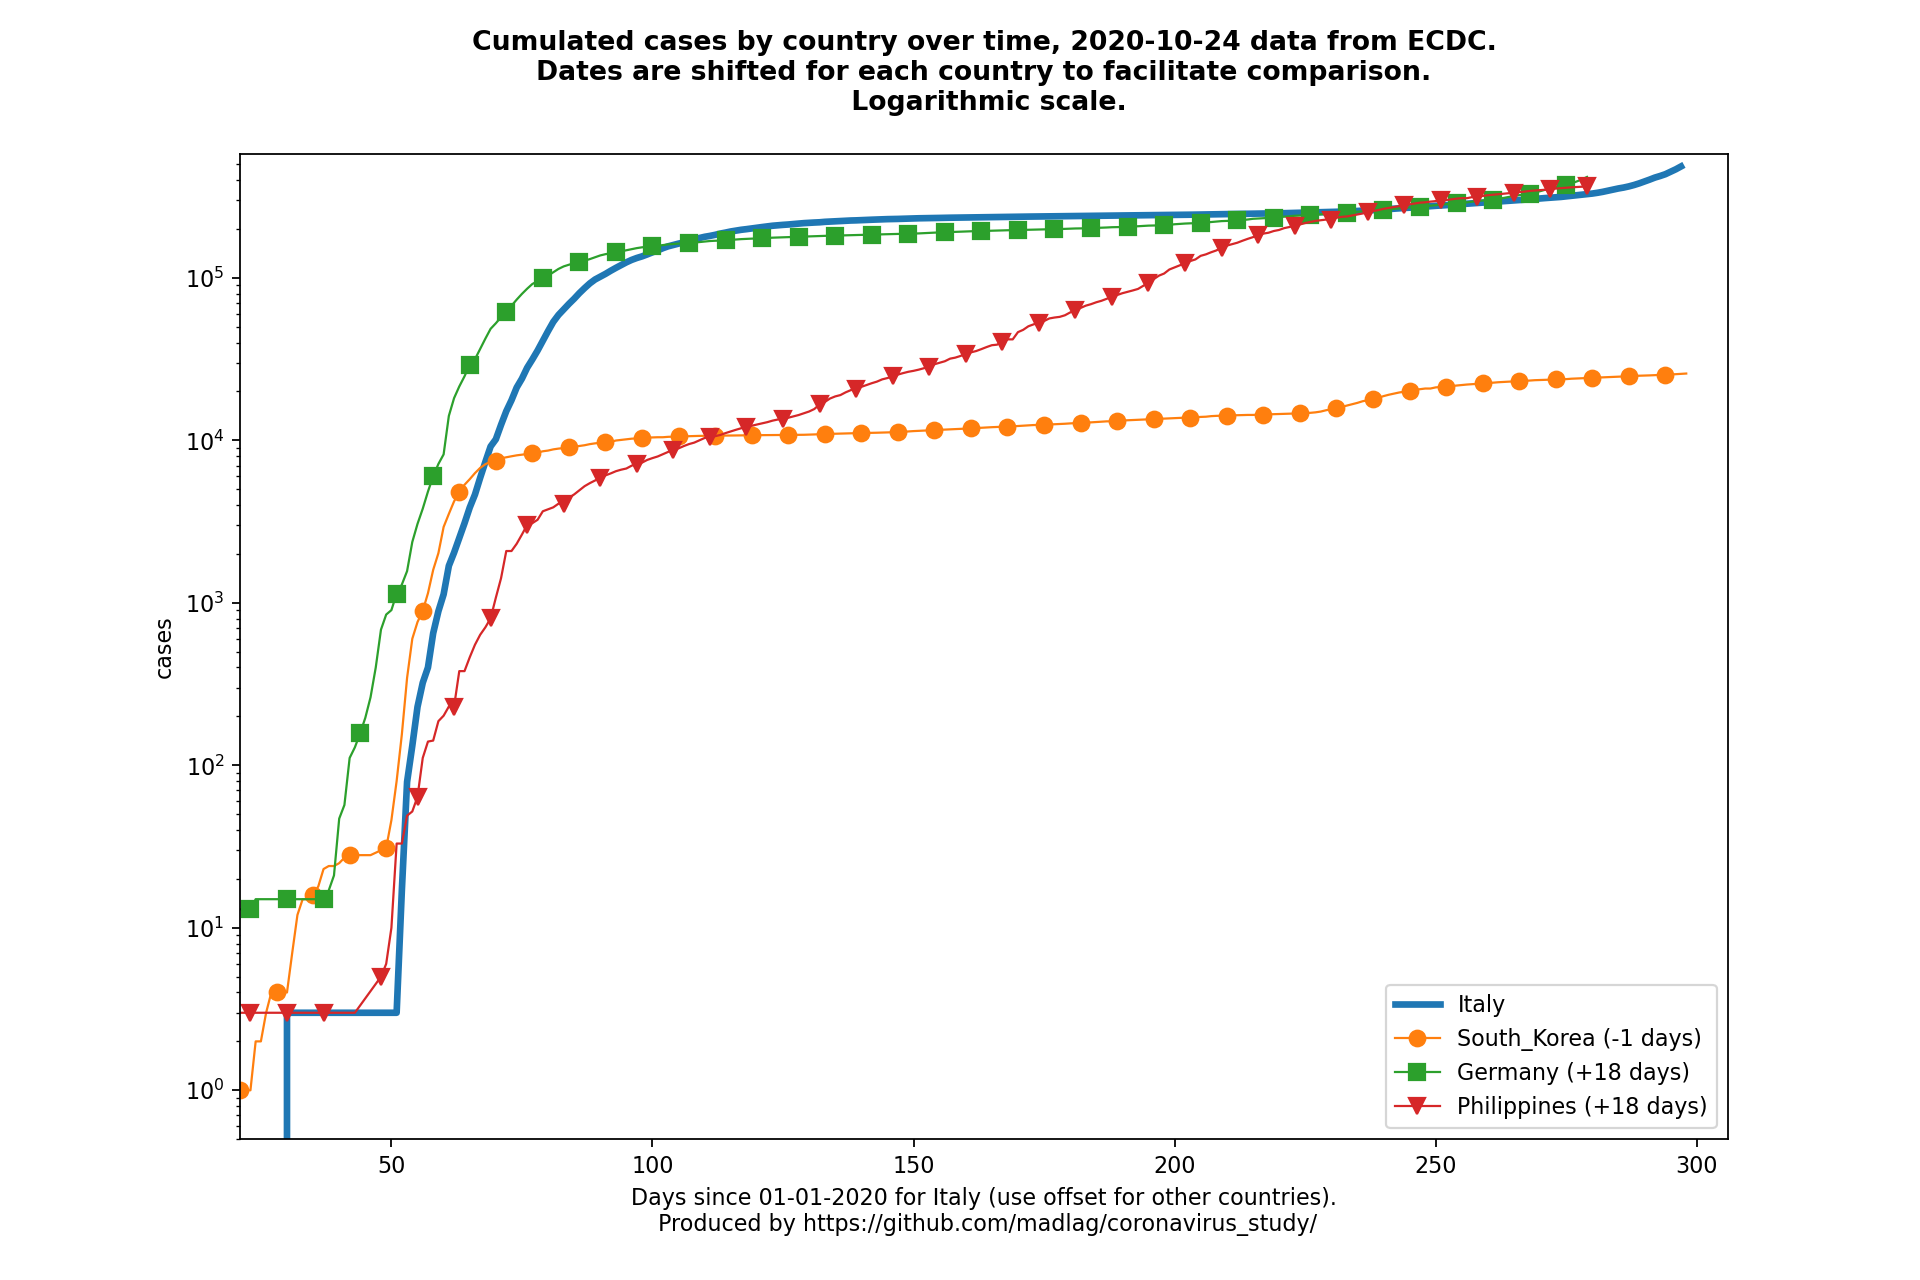 Cumulated cases by country over time, 2020-10-24 data from ECDC.
Dates are shifted for each country to facilitate comparison.
Logarithmic scale.
10^5
10^4
10^3
10^2
10^1
10^0
cases
Italy
South_Korea (-1 days)
Germany (+18 days)
Philippines (+18 days)
50 100 150 200 250 300
Days since 01-01-2020 for Italy (use offset for other countries).
Produced by https://github.com/madlag/coronavirus_study/